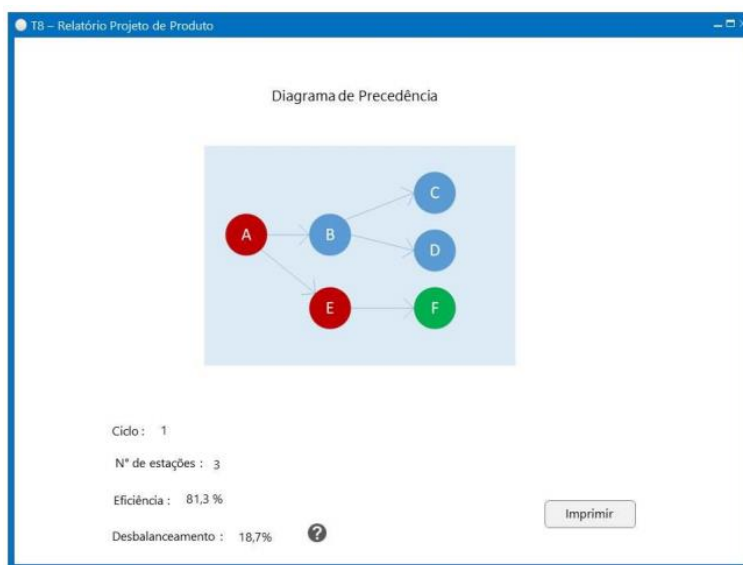 T8 – Relatório Projeto de Produto
Diagrama de Precedência
C
A B
D
E F
Ciclo : 1
N° de estações : 3
Eficiência : 81,3 %
Desbalanceamento : 18,7% ?
Imprimir